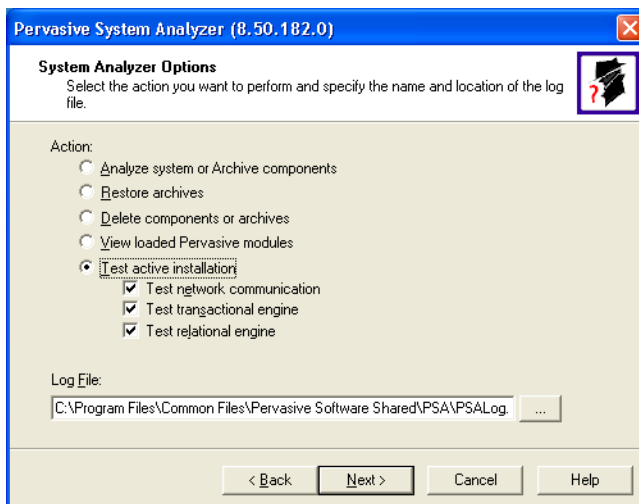 Pervasive System Analyzer (8.50.182.0)
System Analyzer Options
Select the action you want to perform and specify the name and location of the log
file.
?
Action:
Analyze system or Archive components
Restore archives
Delete components or archives
View loaded Pervasive modules
Test active installation
Test network communication
Test transactional engine
Test relational engine
Log File:
C:\Program Files\Common Files\Pervasive Software Shared\PSA\PSALog.
...
< Back Next > Cancel Help